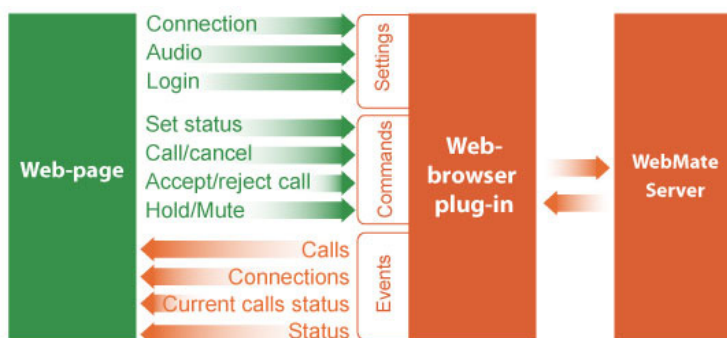 Connection
Audio
Login
Settings
Set status
Call/cancel
Accept/reject call
Hold/Mute
Commands
Calls
Connections
Current calls status
Status
Events
Web-page
Web-
browser
plug-in
WebMate
Server